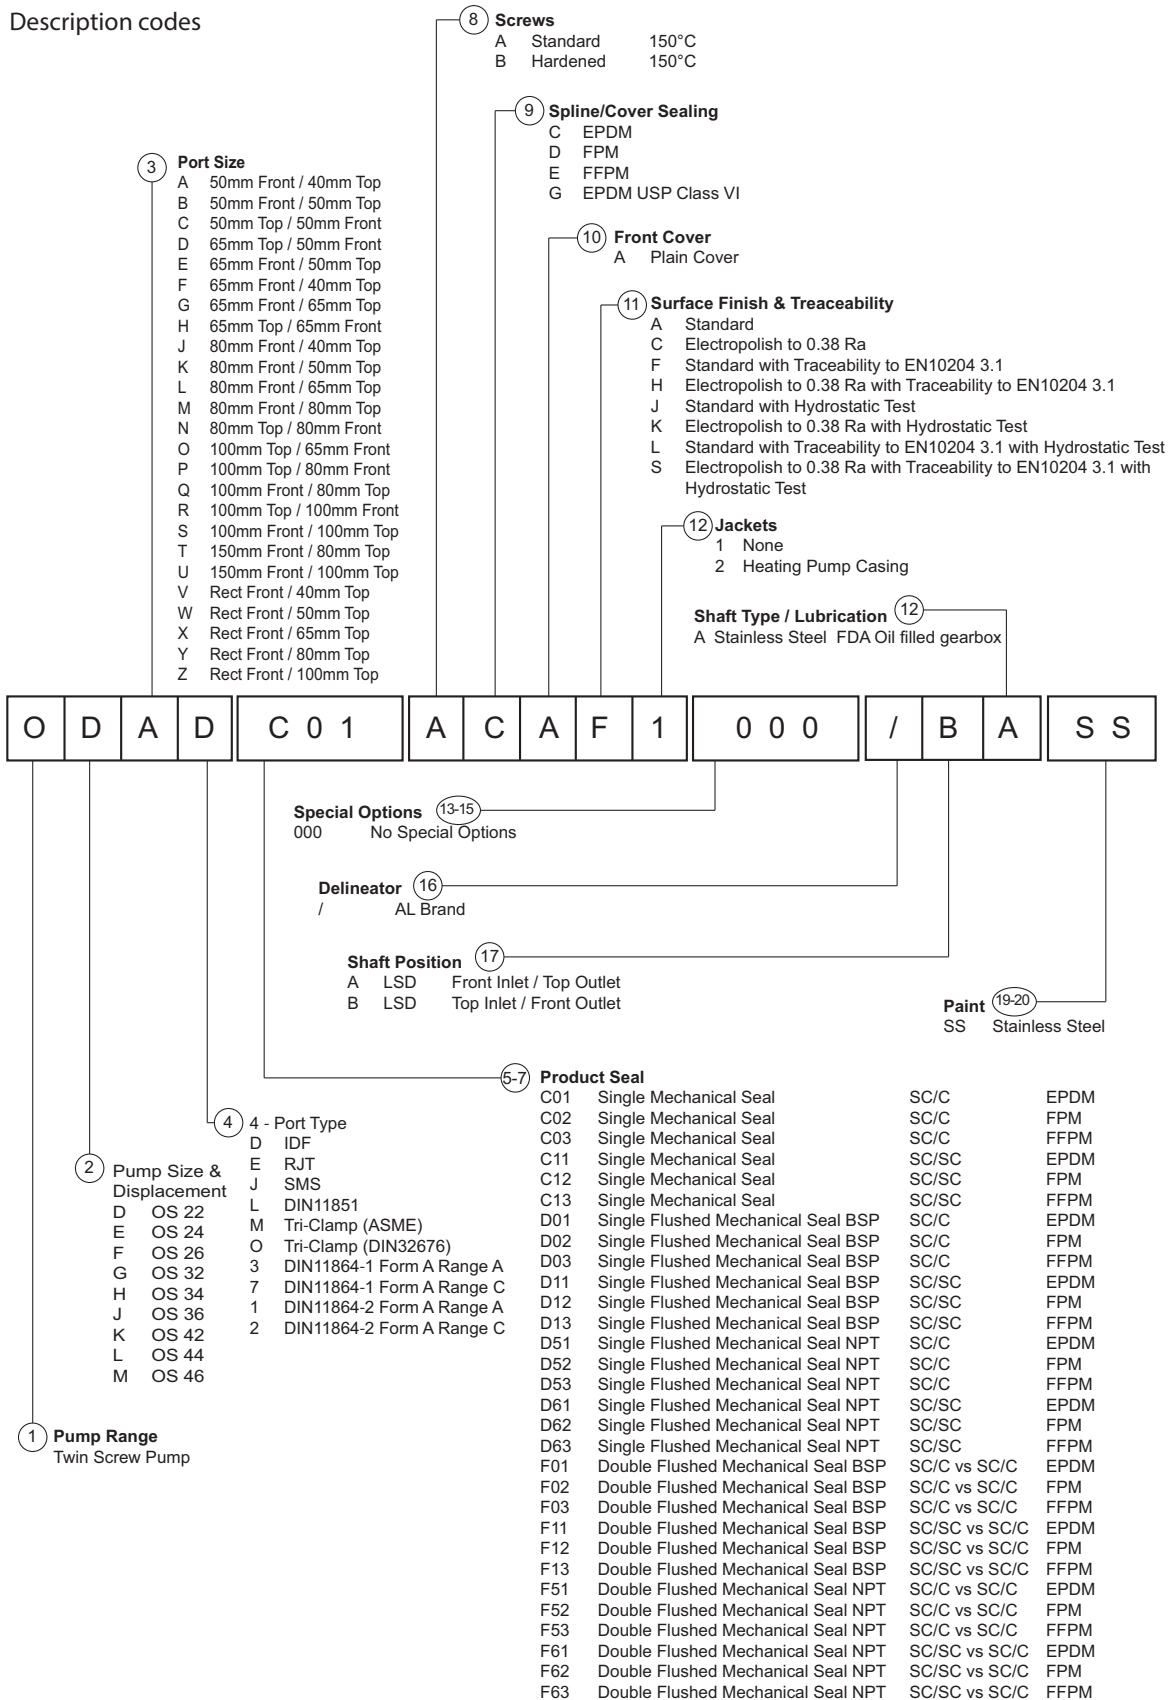 Description codes
8 Screws
A Standard 150°C
B Hardened 150°C
9 Spline/Cover Sealing
C EPDM
D FPM
E FFPM
G EPDM USP Class VI
3 Port Size
A 50mm Front / 40mm Top
B 50mm Front / 50mm Top
C 50mm Top / 50mm Front
D 65mm Top / 50mm Front
E 65mm Front / 50mm Top
F 65mm Front / 40mm Top
G 65mm Front / 65mm Top
H 65mm Top / 65mm Front
J 80mm Front / 40mm Top
K 80mm Front / 50mm Top
L 80mm Front / 65mm Top
M 80mm Front / 80mm Top
N 80mm Top / 80mm Front
O 100mm Top / 65mm Front
P 100mm Top / 80mm Front
Q 100mm Front / 80mm Top
R 100mm Top / 100mm Front
S 100mm Front / 100mm Top
T 150mm Front / 80mm Top
U 150mm Front / 100mm Top
V Rect Front / 40mm Top
W Rect Front / 50mm Top
X Rect Front / 65mm Top
Y Rect Front / 80mm Top
Z Rect Front / 100mm Top
10 Front Cover
A Plain Cover
11 Surface Finish & Treaceability
A Standard
C Electropolish to 0.38 Ra
F Standard with Traceability to EN10204 3.1
H Electropolish to 0.38 Ra with Traceability to EN10204 3.1
J Standard with Hydrostatic Test
K Electropolish to 0.38 Ra with Hydrostatic Test
L Standard with Traceability to EN10204 3.1 with Hydrostatic Test
S Electropolish to 0.38 Ra with Traceability to EN10204 3.1 with
Hydrostatic Test
12 Jackets
1 None
2 Heating Pump Casing
Shaft Type / Lubrication 12
A Stainless Steel FDA Oil filled gearbox
O D A D C 0 1 A C A F 1 0 0 0 / B A S S
Special Options 13-15
000 No Special Options
Delineator 16
/ AL Brand
Shaft Position 17
A LSD Front Inlet / Top Outlet
B LSD Top Inlet / Front Outlet
Paint 19-20
SS Stainless Steel
5-7 Product Seal
C01 Single Mechanical Seal SC/C EPDM
C02 Single Mechanical Seal SC/C FPM
C03 Single Mechanical Seal SC/C FFPM
C11 Single Mechanical Seal SC/SC EPDM
C12 Single Mechanical Seal SC/SC FPM
C13 Single Mechanical Seal SC/SC FFPM
D01 Single Flushed Mechanical Seal BSP SC/C EPDM
D02 Single Flushed Mechanical Seal BSP SC/C FPM
D03 Single Flushed Mechanical Seal BSP SC/C FFPM
D11 Single Flushed Mechanical Seal BSP SC/SC EPDM
D12 Single Flushed Mechanical Seal BSP SC/SC FPM
D13 Single Flushed Mechanical Seal BSP SC/SC FFPM
D51 Single Flushed Mechanical Seal NPT SC/C EPDM
D52 Single Flushed Mechanical Seal NPT SC/C FPM
D53 Single Flushed Mechanical Seal NPT SC/C FFPM
D61 Single Flushed Mechanical Seal NPT SC/SC EPDM
D62 Single Flushed Mechanical Seal NPT SC/SC FPM
D63 Single Flushed Mechanical Seal NPT SC/SC FFPM
F01 Double Flushed Mechanical Seal BSP SC/C vs SC/C EPDM
F02 Double Flushed Mechanical Seal BSP SC/C vs SC/C FPM
F03 Double Flushed Mechanical Seal BSP SC/C vs SC/C FFPM
F11 Double Flushed Mechanical Seal BSP SC/SC vs SC/C EPDM
F12 Double Flushed Mechanical Seal BSP SC/SC vs SC/C FPM
F13 Double Flushed Mechanical Seal BSP SC/SC vs SC/C FFPM
F51 Double Flushed Mechanical Seal NPT SC/C vs SC/C EPDM
F52 Double Flushed Mechanical Seal NPT SC/C vs SC/C FPM
F53 Double Flushed Mechanical Seal NPT SC/C vs SC/C FFPM
F61 Double Flushed Mechanical Seal NPT SC/SC vs SC/C EPDM
F62 Double Flushed Mechanical Seal NPT SC/SC vs SC/C FPM
F63 Double Flushed Mechanical Seal NPT SC/SC vs SC/C FFPM
4 4 - Port Type
D IDF
E RJT
J SMS
L DIN11851
M Tri-Clamp (ASME)
O Tri-Clamp (DIN32676)
3 DIN11864-1 Form A Range A
7 DIN11864-1 Form A Range C
1 DIN11864-2 Form A Range A
2 DIN11864-2 Form A Range C
2 Pump Size &
Displacement
D OS 22
E OS 24
F OS 26
G OS 32
H OS 34
J OS 36
K OS 42
L OS 44
M OS 46
1 Pump Range
Twin Screw Pump